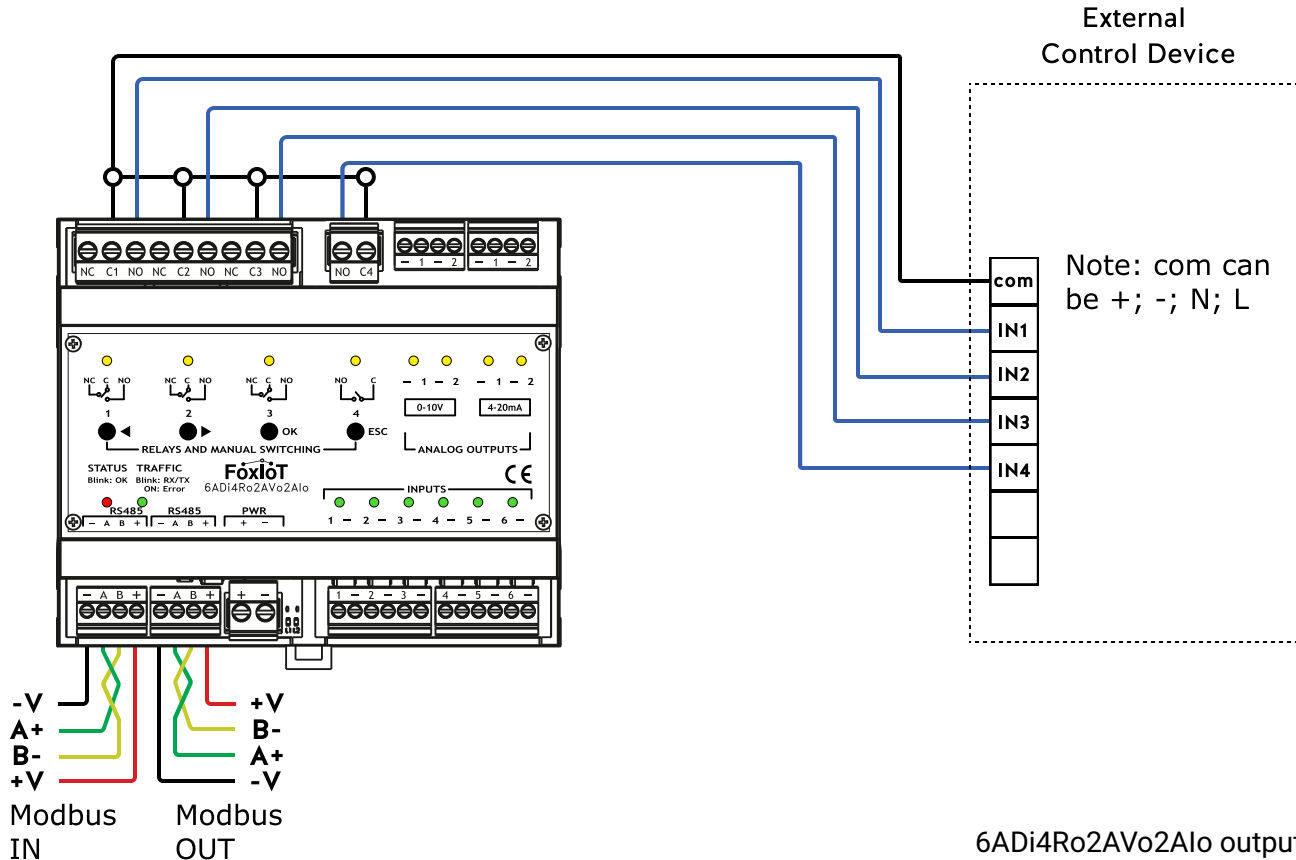 External
Control Device
NC C1 NO NC C2 NO NC C3 NO
NO C4
- 1 - 2
- 1 - 2
com
IN1
IN2
IN3
IN4
Note: com can
be +; -; N; L
NC C NO
NC C NO
NC C NO
NO C
- 1 - 2
- 1 - 2
0-10V
4-20mA
1
2
3
4
OK
ESC
RELAYS AND MANUAL SWITCHING
ANALOG OUTPUTS
STATUS
Blink: OK
TRAFFIC
Blink: RX/TX
ON: Error
FoxIoT
6ADi4Ro2AVo2AIo
CE
INPUTS
RS485
- A B +
RS485
- A B +
PWR
+ -
1 - 2 - 3 - 4 - 5 - 6 -
- A B +
- A B +
+ -
1 - 2 - 3 -
4 - 5 - 6 -
-V
A+
B-
+V
+V
B-
A+
-V
Modbus
IN
Modbus
OUT
6ADi4Ro2AVo2AIo output